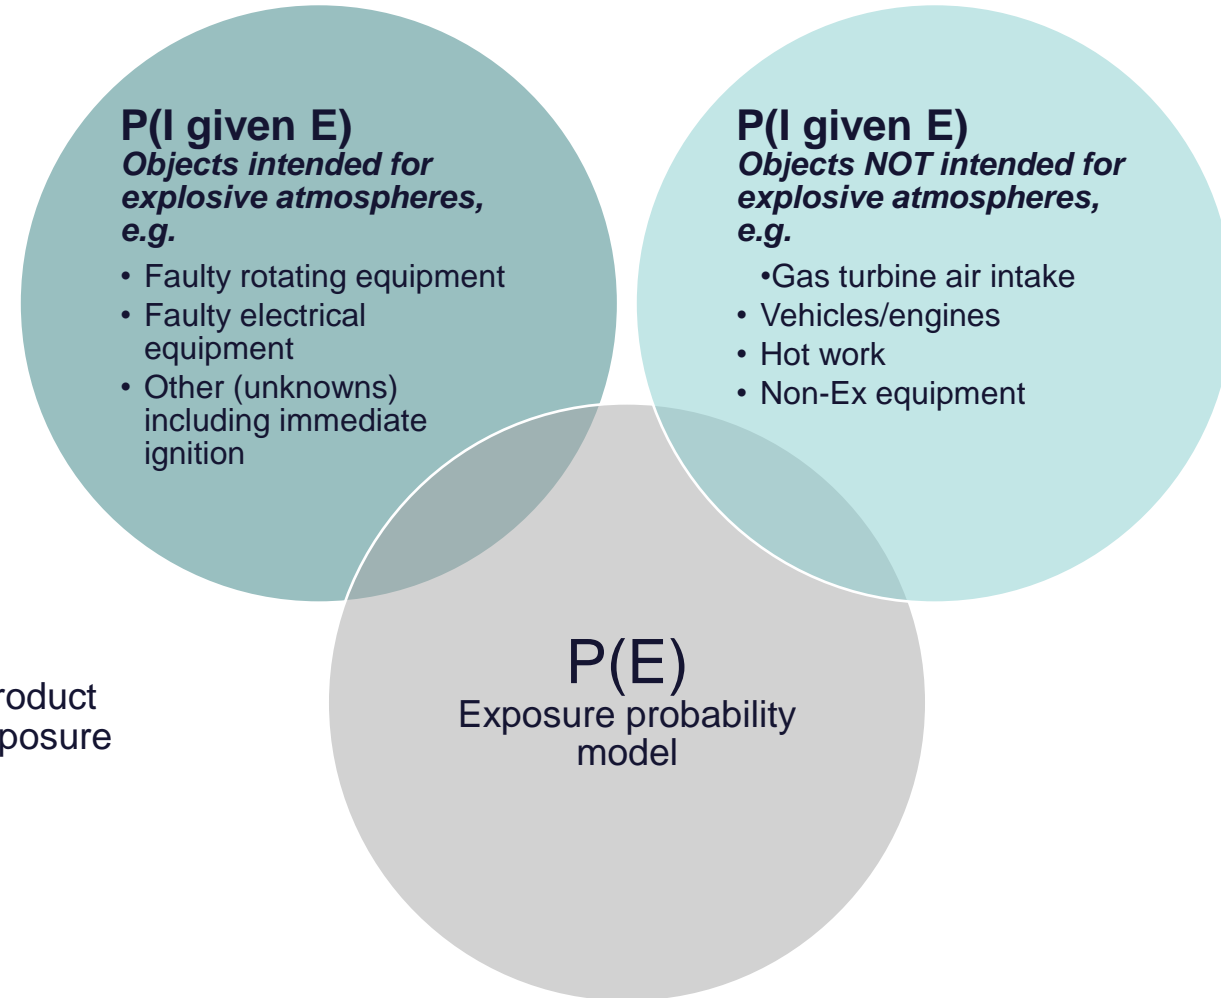 P(I given E)
Objects intended for
explosive atmospheres,
e.g.
• Faulty rotating equipment
• Faulty electrical
equipment
• Other (unknowns)
including immediate
ignition
P(I given E)
Objects NOT intended for
explosive atmospheres,
e.g.
•Gas turbine air intake
• Vehicles/engines
• Hot work
• Non-Ex equipment
P(E)
Exposure probability
model